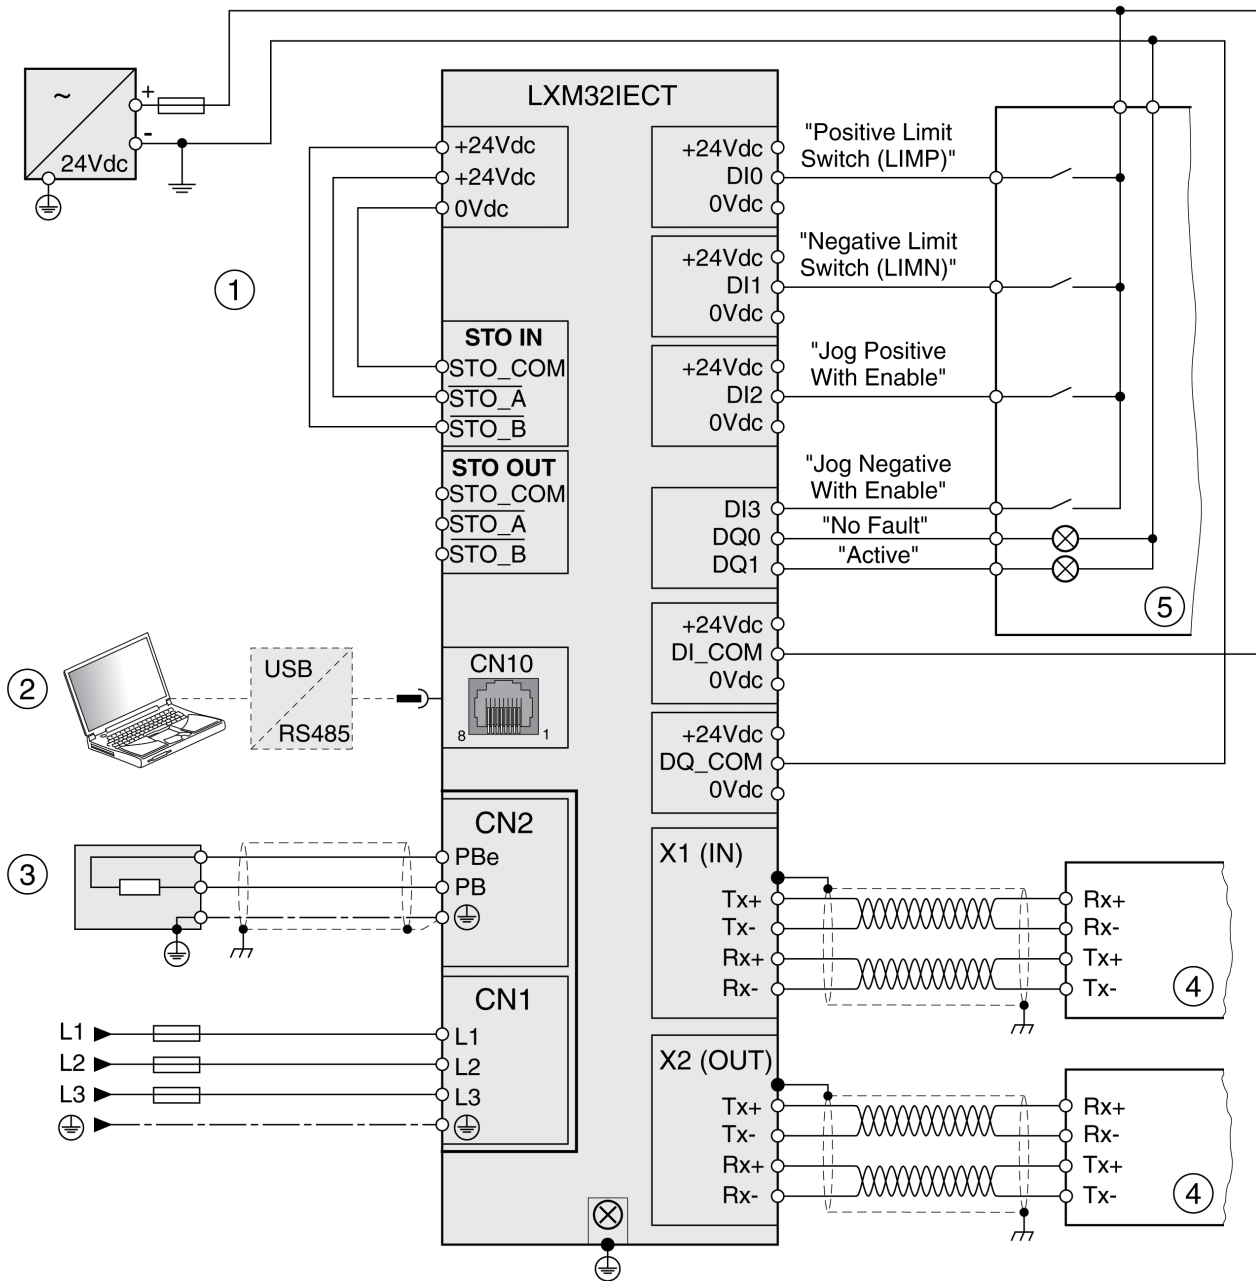 LXM32IECT
~
24Vdc
+
-
+24Vdc
+24Vdc
0Vdc
1
STO IN
STO_COM
STO_A
STO_B
STO OUT
STO_COM
STO_A
STO_B
2
USB
RS485
CN10
8
1
3
CN2
PBe
PB
CN1
L1
L2
L3
L1
L2
L3
+24Vdc
DI0
0Vdc
"Positive Limit
Switch (LIMP)"
+24Vdc
DI1
0Vdc
"Negative Limit
Switch (LIMN)"
+24Vdc
DI2
0Vdc
"Jog Positive
With Enable"
"Jog Negative
With Enable"
DI3
DQ0
DQ1
"No Fault"
"Active"
5
+24Vdc
DI_COM
0Vdc
+24Vdc
DQ_COM
0Vdc
X1 (IN)
Tx+
Tx-
Rx+
Rx-
Rx+
Rx-
Tx+
Tx-
4
X2 (OUT)
Tx+
Tx-
Rx+
Rx-
Rx+
Rx-
Tx+
Tx-
4